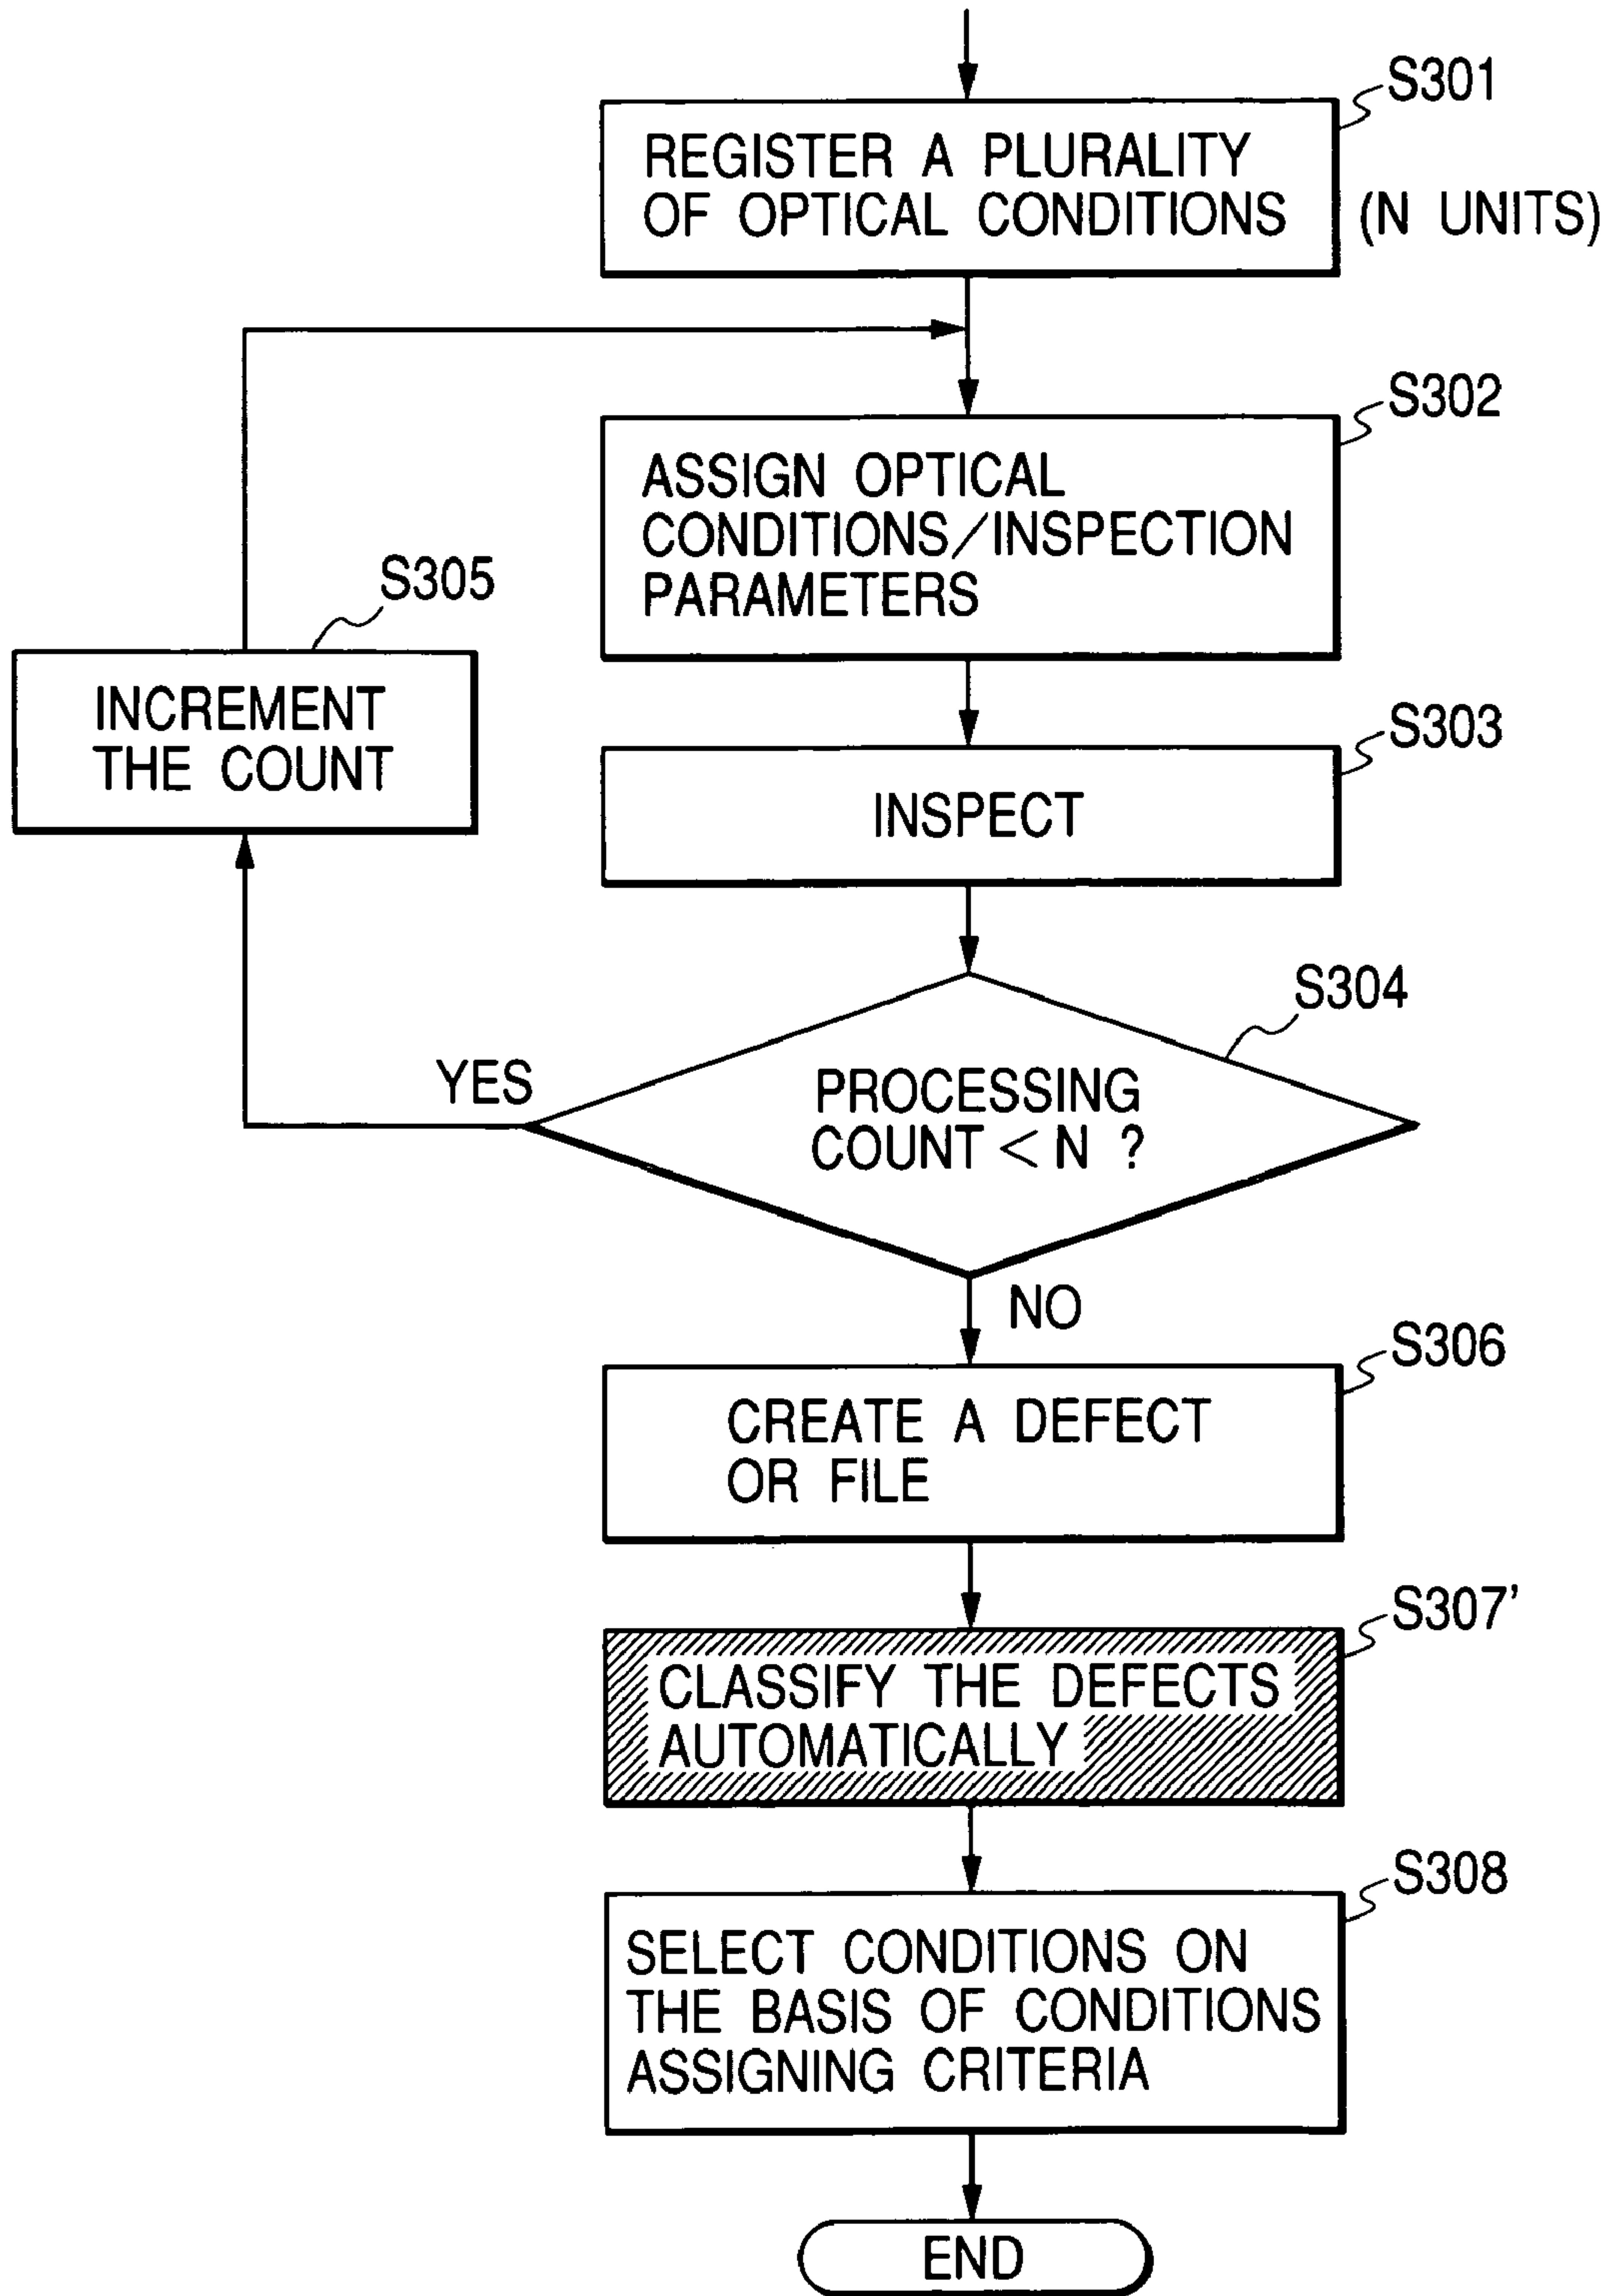 S301
REGISTER A PLURALITY
OF OPTICAL CONDITIONS
(N UNITS)
S302
ASSIGN OPTICAL
CONDITIONS/INSPECTION
PARAMETERS
S305
INCREMENT
THE COUNT
S303
INSPECT
S304
YES
PROCESSING
COUNT < N ?
NO
S306
CREATE A DEFECT
OR FILE
S307'
CLASSIFY THE DEFECTS
AUTOMATICALLY
S308
SELECT CONDITIONS ON
THE BASIS OF CONDITIONS
ASSIGNING CRITERIA
END